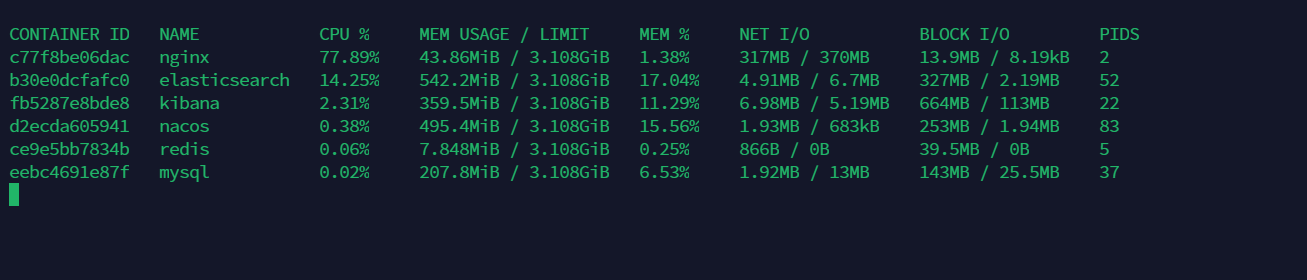 CONTAINER ID   NAME            CPU %     MEM USAGE / LIMIT     MEM %     NET I/O           BLOCK I/O         PIDS
c77f8be06dac   nginx           77.89%    43.86MiB / 3.108GiB   1.38%     317MB / 370MB     13.9MB / 8.19kB   2
b30e0dcfafc0   elasticsearch   14.25%    542.2MiB / 3.108GiB   17.04%    4.91MB / 6.7MB    327MB / 2.19MB    52
fb5287e8bde8   kibana          2.31%     359.5MiB / 3.108GiB   11.29%    6.98MB / 5.19MB   664MB / 113MB     22
d2ecda605941   nacos           0.38%     495.4MiB / 3.108GiB   15.56%    1.93MB / 683kB    253MB / 1.94MB    83
ce9e5bb7834b   redis           0.06%     7.848MiB / 3.108GiB   0.25%     866B / 0B         39.5MB / 0B       5
eebc4691e87f   mysql           0.02%     207.8MiB / 3.108GiB   6.53%     1.92MB / 13MB     143MB / 25.5MB    37